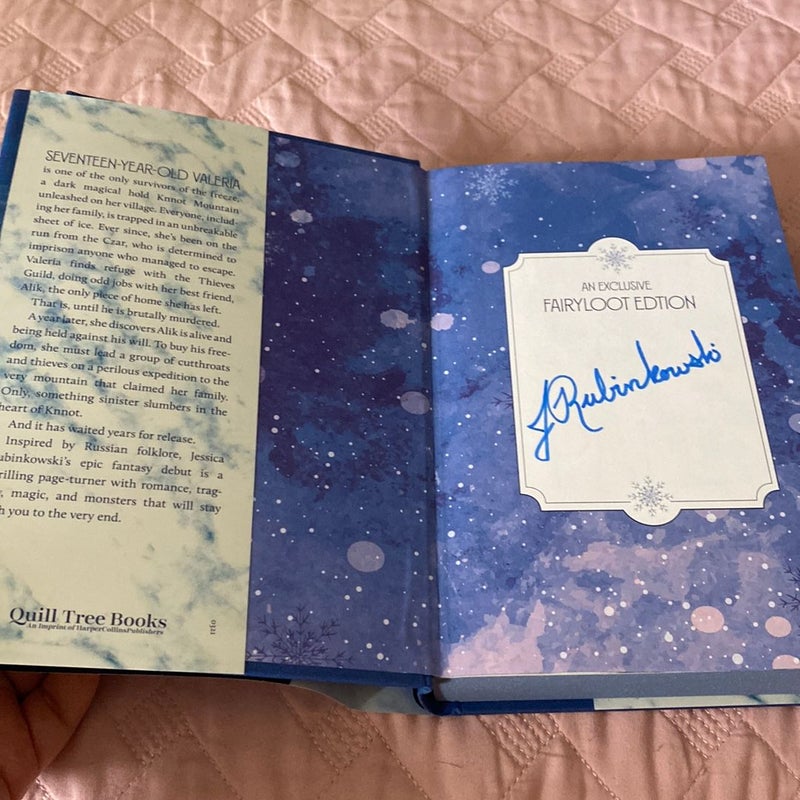 SEVENTEEN-YEAR-OLD VALERIA
is one of the only survivors of the freeze,
a dark magical hold Knnot Mountain
unleashed on her village. Everyone, includ-
ing her family, is trapped in an unbreakable
sheet of ice. Ever since, she's been on the
run from the Czar, who is determined to
imprison anyone who managed to escape.
Valeria finds refuge with the Thieves
Guild, doing odd jobs with her best friend,
Alik, the only piece of home she has left.
That is, until he is brutally murdered.
A year later, she discovers Alik is alive and
being held against his will. To buy his free-
dom, she must lead a group of cutthroats
and thieves on a perilous expedition to the
very mountain that claimed her family.
Only, something sinister slumbers in the
heart of Knnot.
And it has waited years for release.
Inspired by Russian folklore, Jessica
ubinkowski's epic fantasy debut is a
rilling page-turner with romance, trag-
, magic, and monsters that will stay
h you to the very end.
Quill Tree Books
An Imprint of HarperCollinsPublishers
AN EXCLUSIVE
FAIRYLOOT EDTION
J Rubinkowski